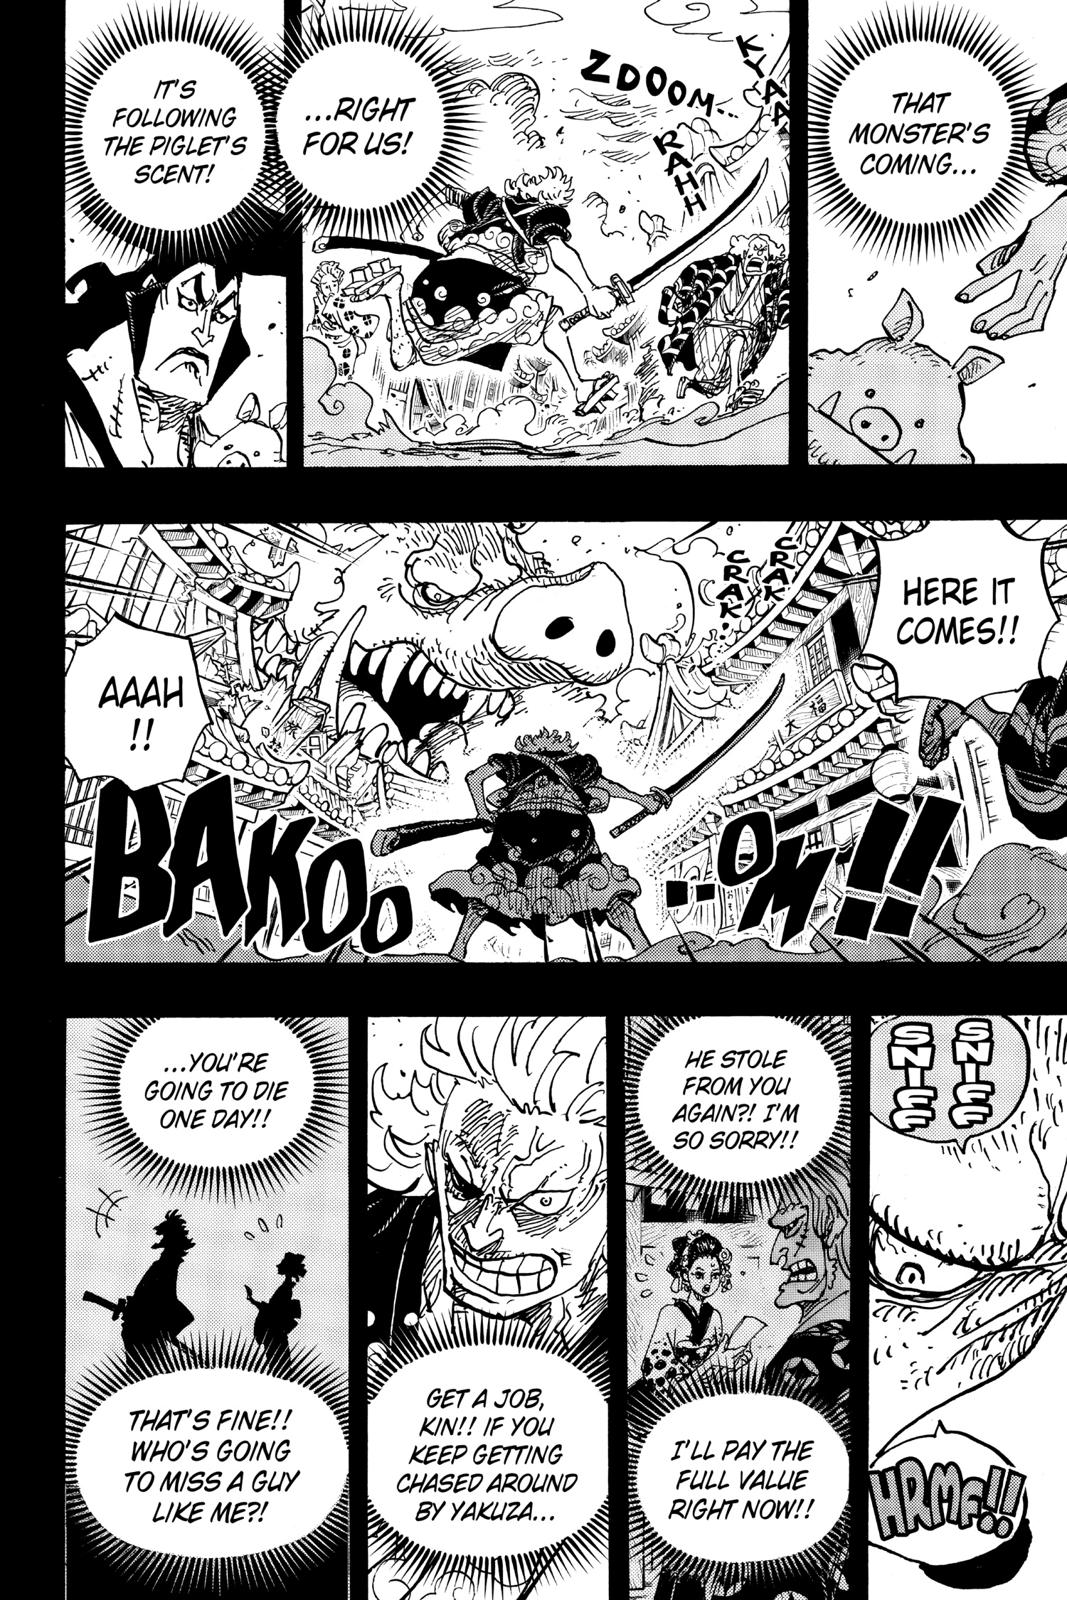 THAT
MONSTER'S
COMING...
KYAAA
ZDOOM...
RAHH
...RIGHT
FOR US!
IT'S
FOLLOWING
THE PIGLET'S
SCENT!
HERE IT
COMES!!
CRAK
CRAK...
大福
AAAH
!!
BAKOO
...OM!!
SNIFF
SNIFF
HRMF!!
HE STOLE
FROM YOU
AGAIN?! I'M
SO SORRY!!
I'LL PAY THE
FULL VALUE
RIGHT NOW!!
GET A JOB,
KIN!! IF YOU
KEEP GETTING
CHASED AROUND
BY YAKUZA...
...YOU'RE
GOING TO DIE
ONE DAY!!
THAT'S FINE!!
WHO'S GOING
TO MISS A GUY
LIKE ME?!